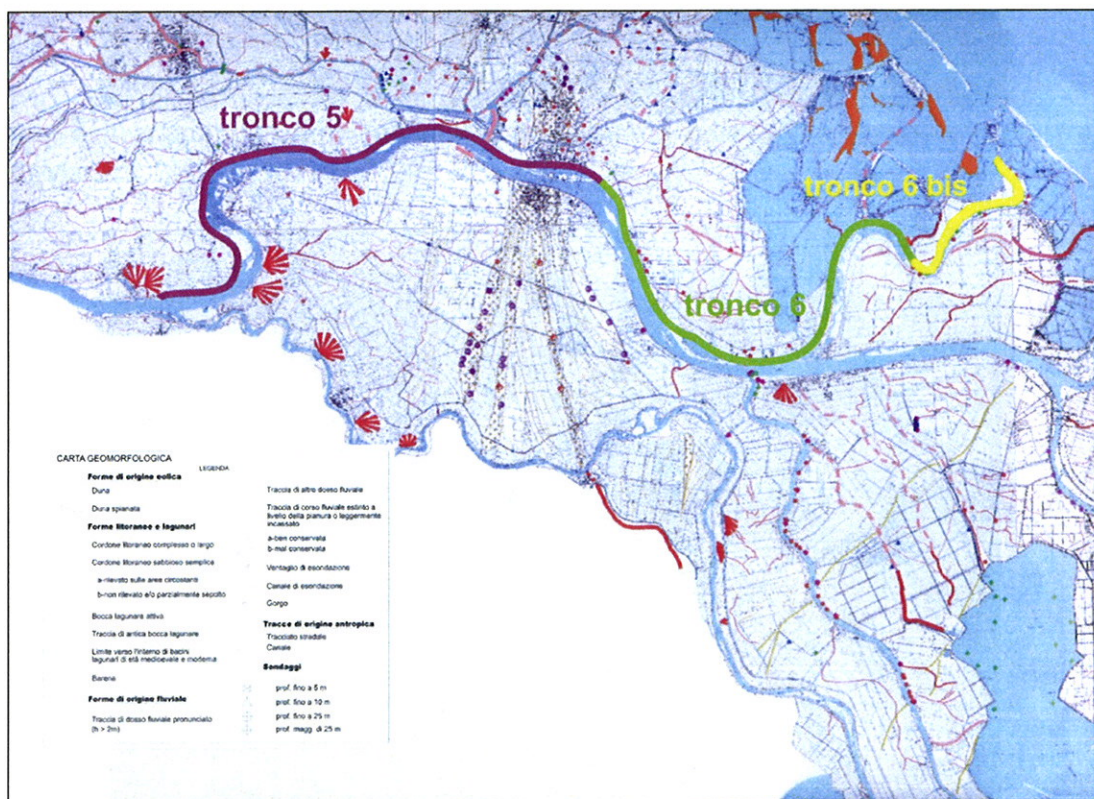 tronco 5
tronco 6 bis
tronco 6
CARTA GEOMORFOLOGICA
LEGENDA
Forme di origine eolica
Duna
Duna spianata
Forme litoranee e lagunari
Cordone litoraneo complesso o largo
Cordone litoraneo sabbioso semplice
a-rilevato sulle aree circostanti
b-non rilevato e/o parzialmente sepolto
Bocca lagunare attiva
Traccia di antica bocca lagunare
Limite verso l'interno di bacini
lagunari di età medioevale e moderna
Barena
Forme di origine fluviale
Traccia di dosso fluviale pronunciato
(h > 2m)
Traccia di altro dosso fluviale
Traccia di corso fluviale estinto a
livello della pianura o leggermente
incassato
a-ben conservata
b-mal conservata
Ventaglio di esondazione
Canale di esondazione
Gorgo
Tracce di origine antropica
Tracciato stradale
Canale
Sondaggi
prof. fino a 5 m
prof. fino a 10 m
prof. fino a 25 m
prof. magg. di 25 m